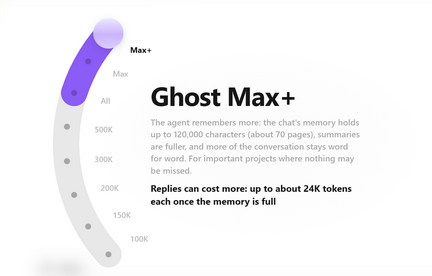 Max+
Max
All
500K
300K
200K
150K
100K
Ghost Max+
The agent remembers more: the chat's memory holds
up to 120,000 characters (about 70 pages), summaries
are fuller, and more of the conversation stays word
for word. For important projects where nothing may
be missed.
Replies can cost more: up to about 24K tokens
each once the memory is full